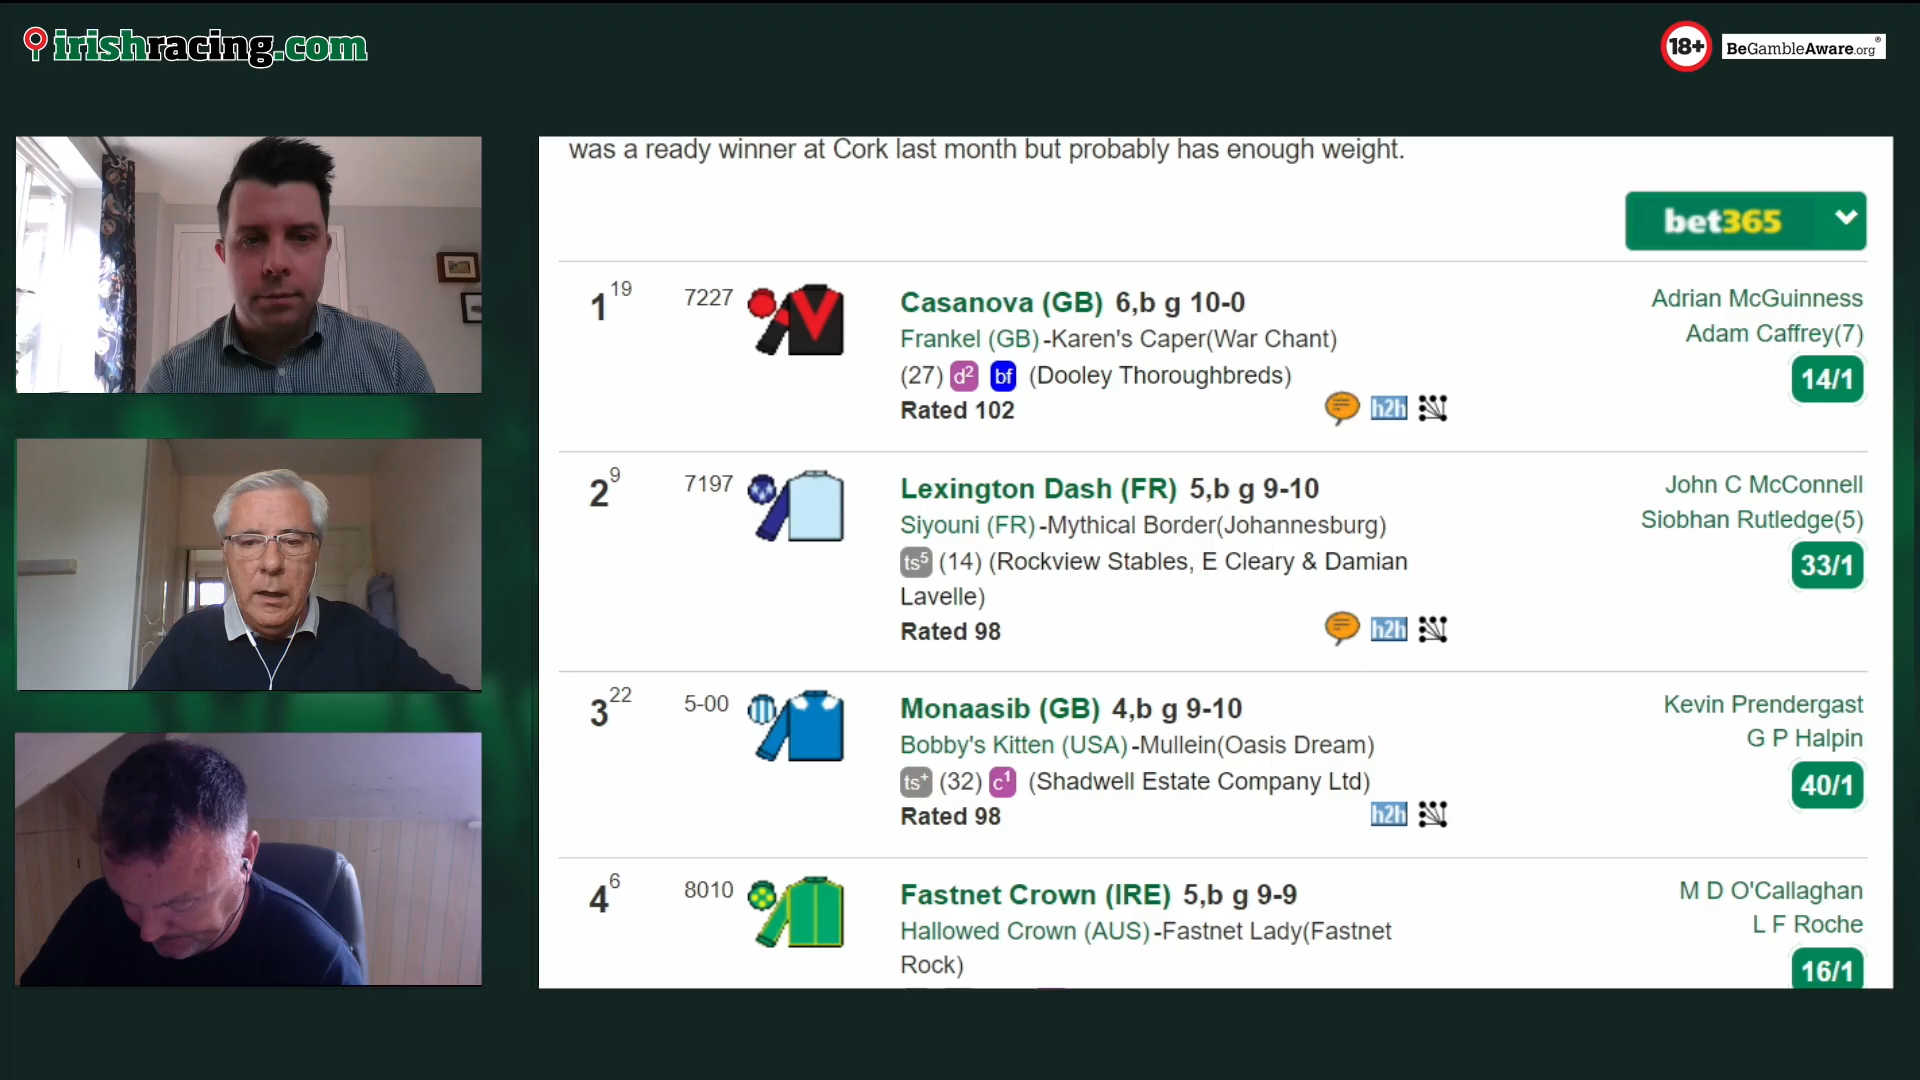 irishracing.com
18+
BeGambleAware.org®
was a ready winner at Cork last month but probably has enough weight.
bet365
1 19 7227 Casanova (GB) 6,b g 10-0 Adrian McGuinness
Frankel (GB)-Karen's Caper(War Chant) Adam Caffrey(7)
(27) d2 bf (Dooley Thoroughbreds) 14/1
Rated 102 h2h
2 9 7197 Lexington Dash (FR) 5,b g 9-10 John C McConnell
Siyouni (FR)-Mythical Border(Johannesburg) Siobhan Rutledge(5)
ts5 (14) (Rockview Stables, E Cleary & Damian 33/1
Lavelle)
Rated 98 h2h
3 22 5-00 Monaasib (GB) 4,b g 9-10 Kevin Prendergast
Bobby's Kitten (USA)-Mullein(Oasis Dream) G P Halpin
ts+ (32) c1 (Shadwell Estate Company Ltd) 40/1
Rated 98 h2h
4 6 8010 Fastnet Crown (IRE) 5,b g 9-9 M D O'Callaghan
Hallowed Crown (AUS)-Fastnet Lady(Fastnet L F Roche
Rock) 16/1